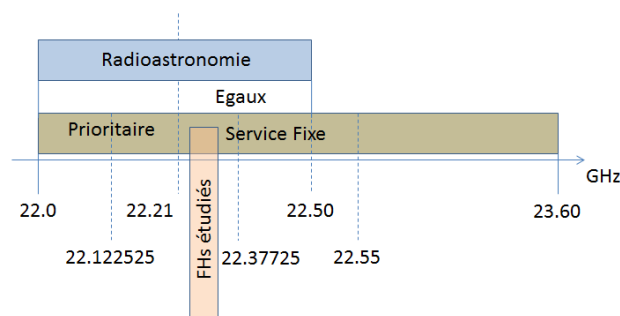 Radioastronomie
Egaux
Prioritaire
Service Fixe
GHz
22.0
22.21
22.50
23.60
FHs étudiés
22.122525
22.37725
22.55